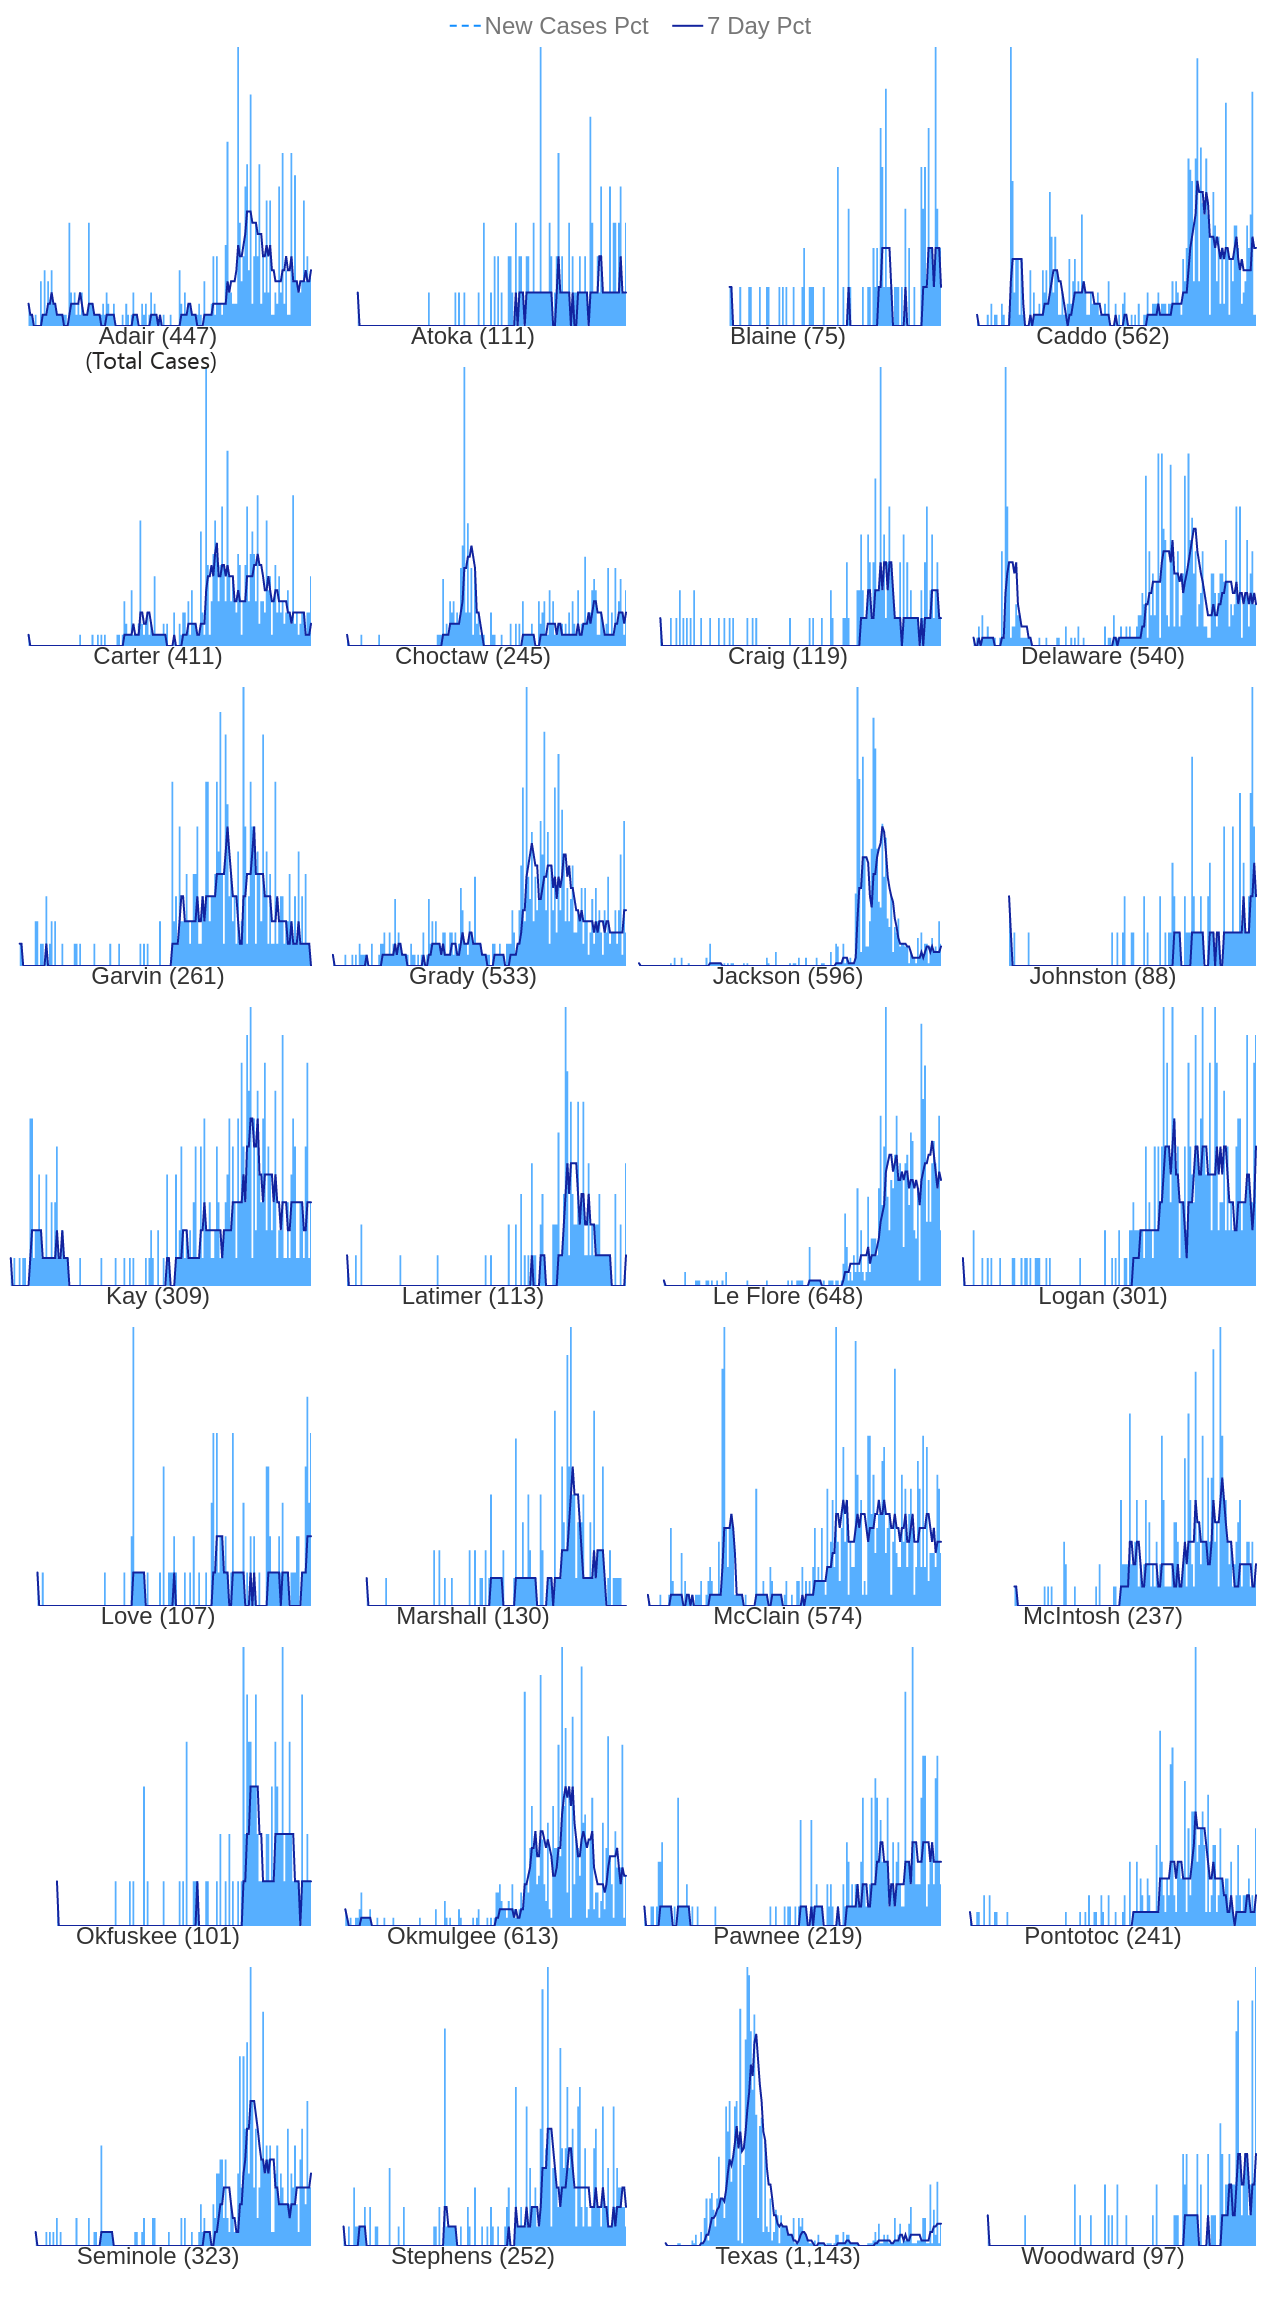 New Cases Pct 7 Day Pct
Adair (447) Atoka (111) Blaine (75) Caddo (562)
(Total Cases)
Carter (411) Choctaw (245) Craig (119) Delaware (540)
Garvin (261) Grady (533) Jackson (596) Johnston (88)
Kay (309) Latimer (113) Le Flore (648) Logan (301)
Love (107) Marshall (130) McClain (574) McIntosh (237)
Okfuskee (101) Okmulgee (613) Pawnee (219) Pontotoc (241)
Seminole (323) Stephens (252) Texas (1,143) Woodward (97)